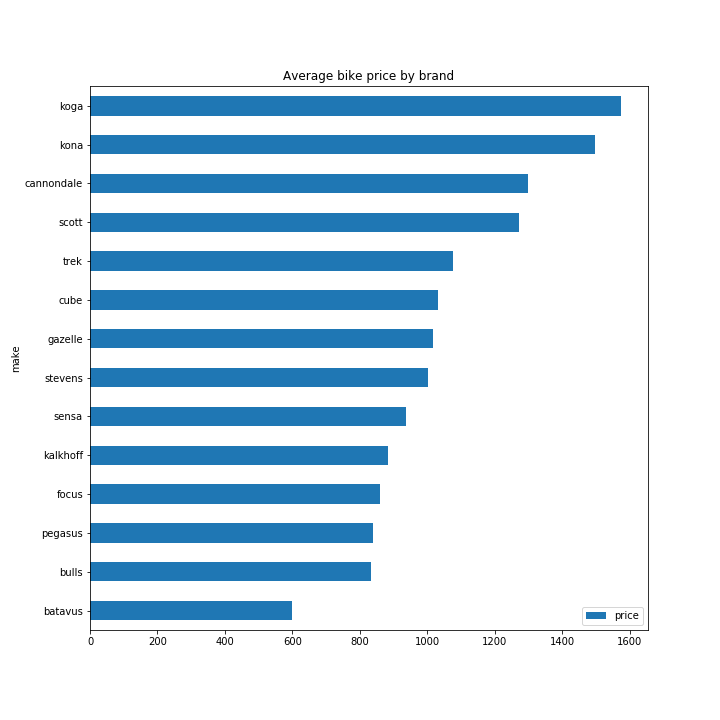 Average bike price by brand
koga
kona
cannondale
scott
trek
cube
gazelle
make
stevens
sensa
kalkhoff
focus
pegasus
bulls
batavus
price
0 200 400 600 800 1000 1200 1400 1600